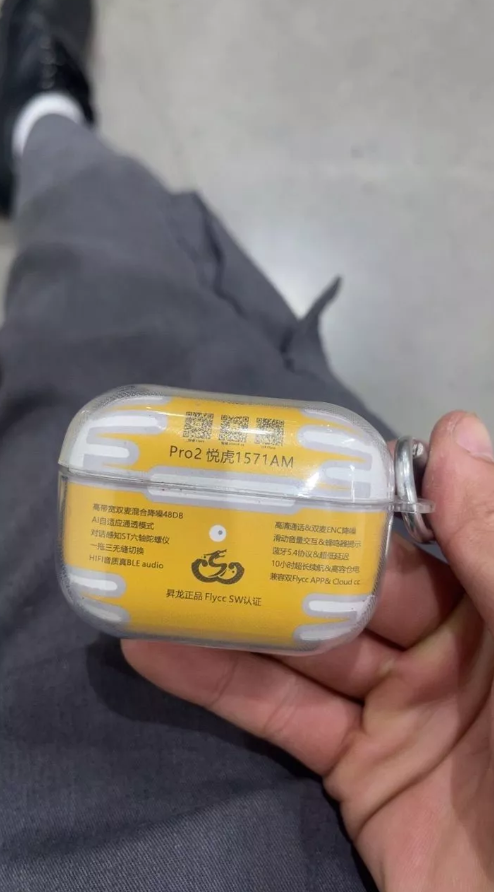 Pro2 悦虎1571AM
高带宽双麦混合降噪48DB
AI自适应通透模式
对话感知ST六轴陀螺仪
一拖三无缝切换
HIFI音质真BLE audio
高清通话&双麦ENC降噪
滑动音量交互&蜂鸣器提示
蓝牙5.4协议&超低延迟
10小时超长续航&高容仓电
兼容双Flycc APP& Cloud cc
昇龙正品 Flycc SW认证